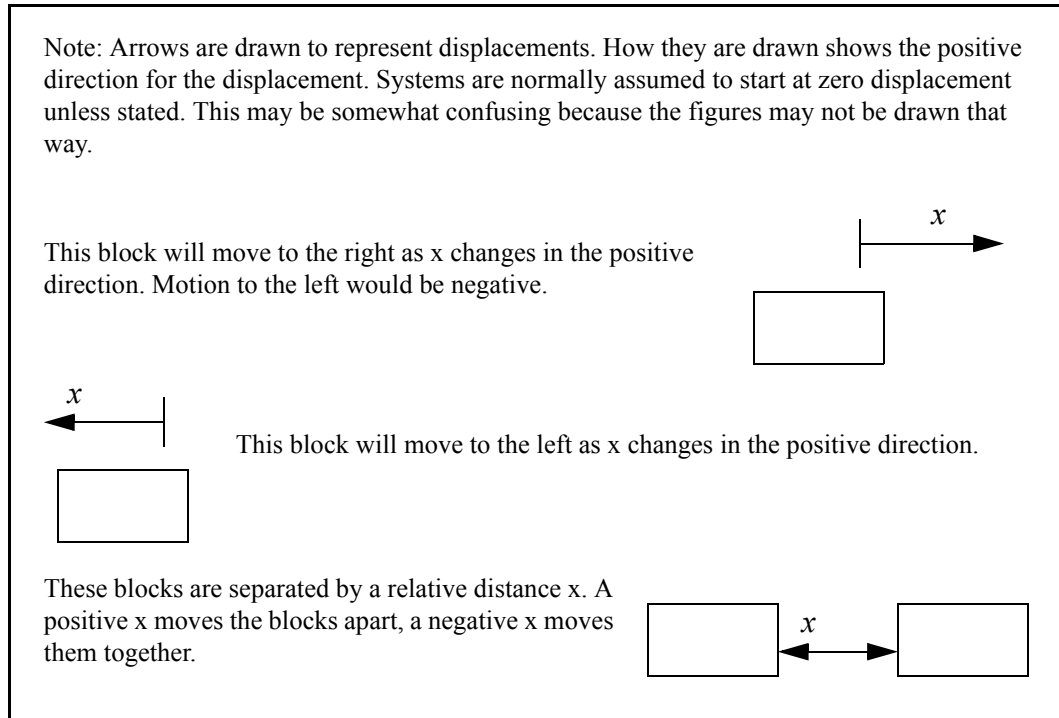 Note: Arrows are drawn to represent displacements. How they are drawn shows the positive
direction for the displacement. Systems are normally assumed to start at zero displacement
unless stated. This may be somewhat confusing because the figures may not be drawn that
way.
x
This block will move to the right as x changes in the positive
direction. Motion to the left would be negative.
x
This block will move to the left as x changes in the positive direction.
These blocks are separated by a relative distance x. A
positive x moves the blocks apart, a negative x moves
them together.
x